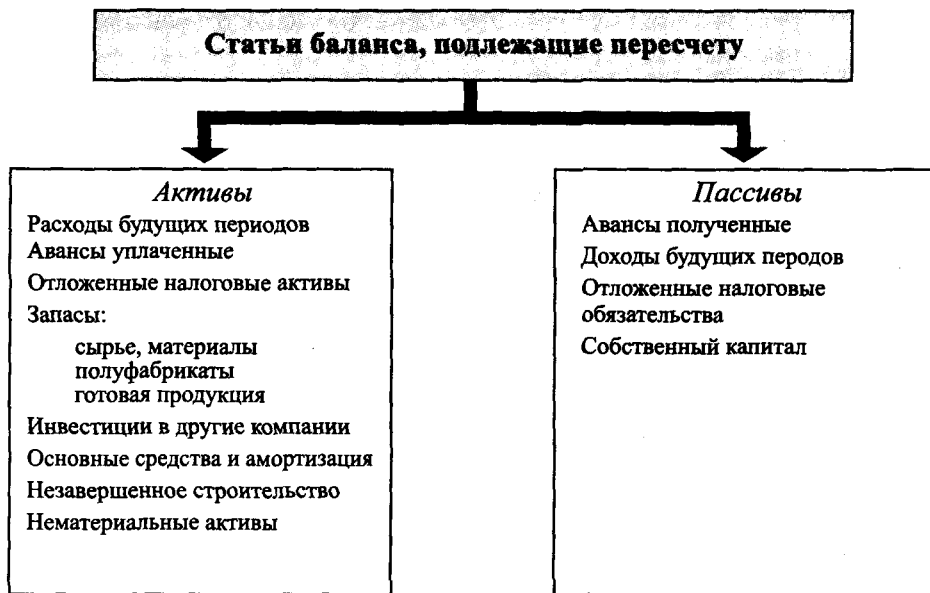 Статьи баланса, подлежащие пересчету
Активы
Расходы будущих периодов
Авансы уплаченные
Отложенные налоговые активы
Запасы:
сырье, материалы
полуфабрикаты
готовая продукция
Инвестиции в другие компании
Основные средства и амортизация
Незавершенное строительство
Нематериальные активы
Пассивы
Авансы полученные
Доходы будущих перодов
Отложенные налоговые
обязательства
Собственный капитал